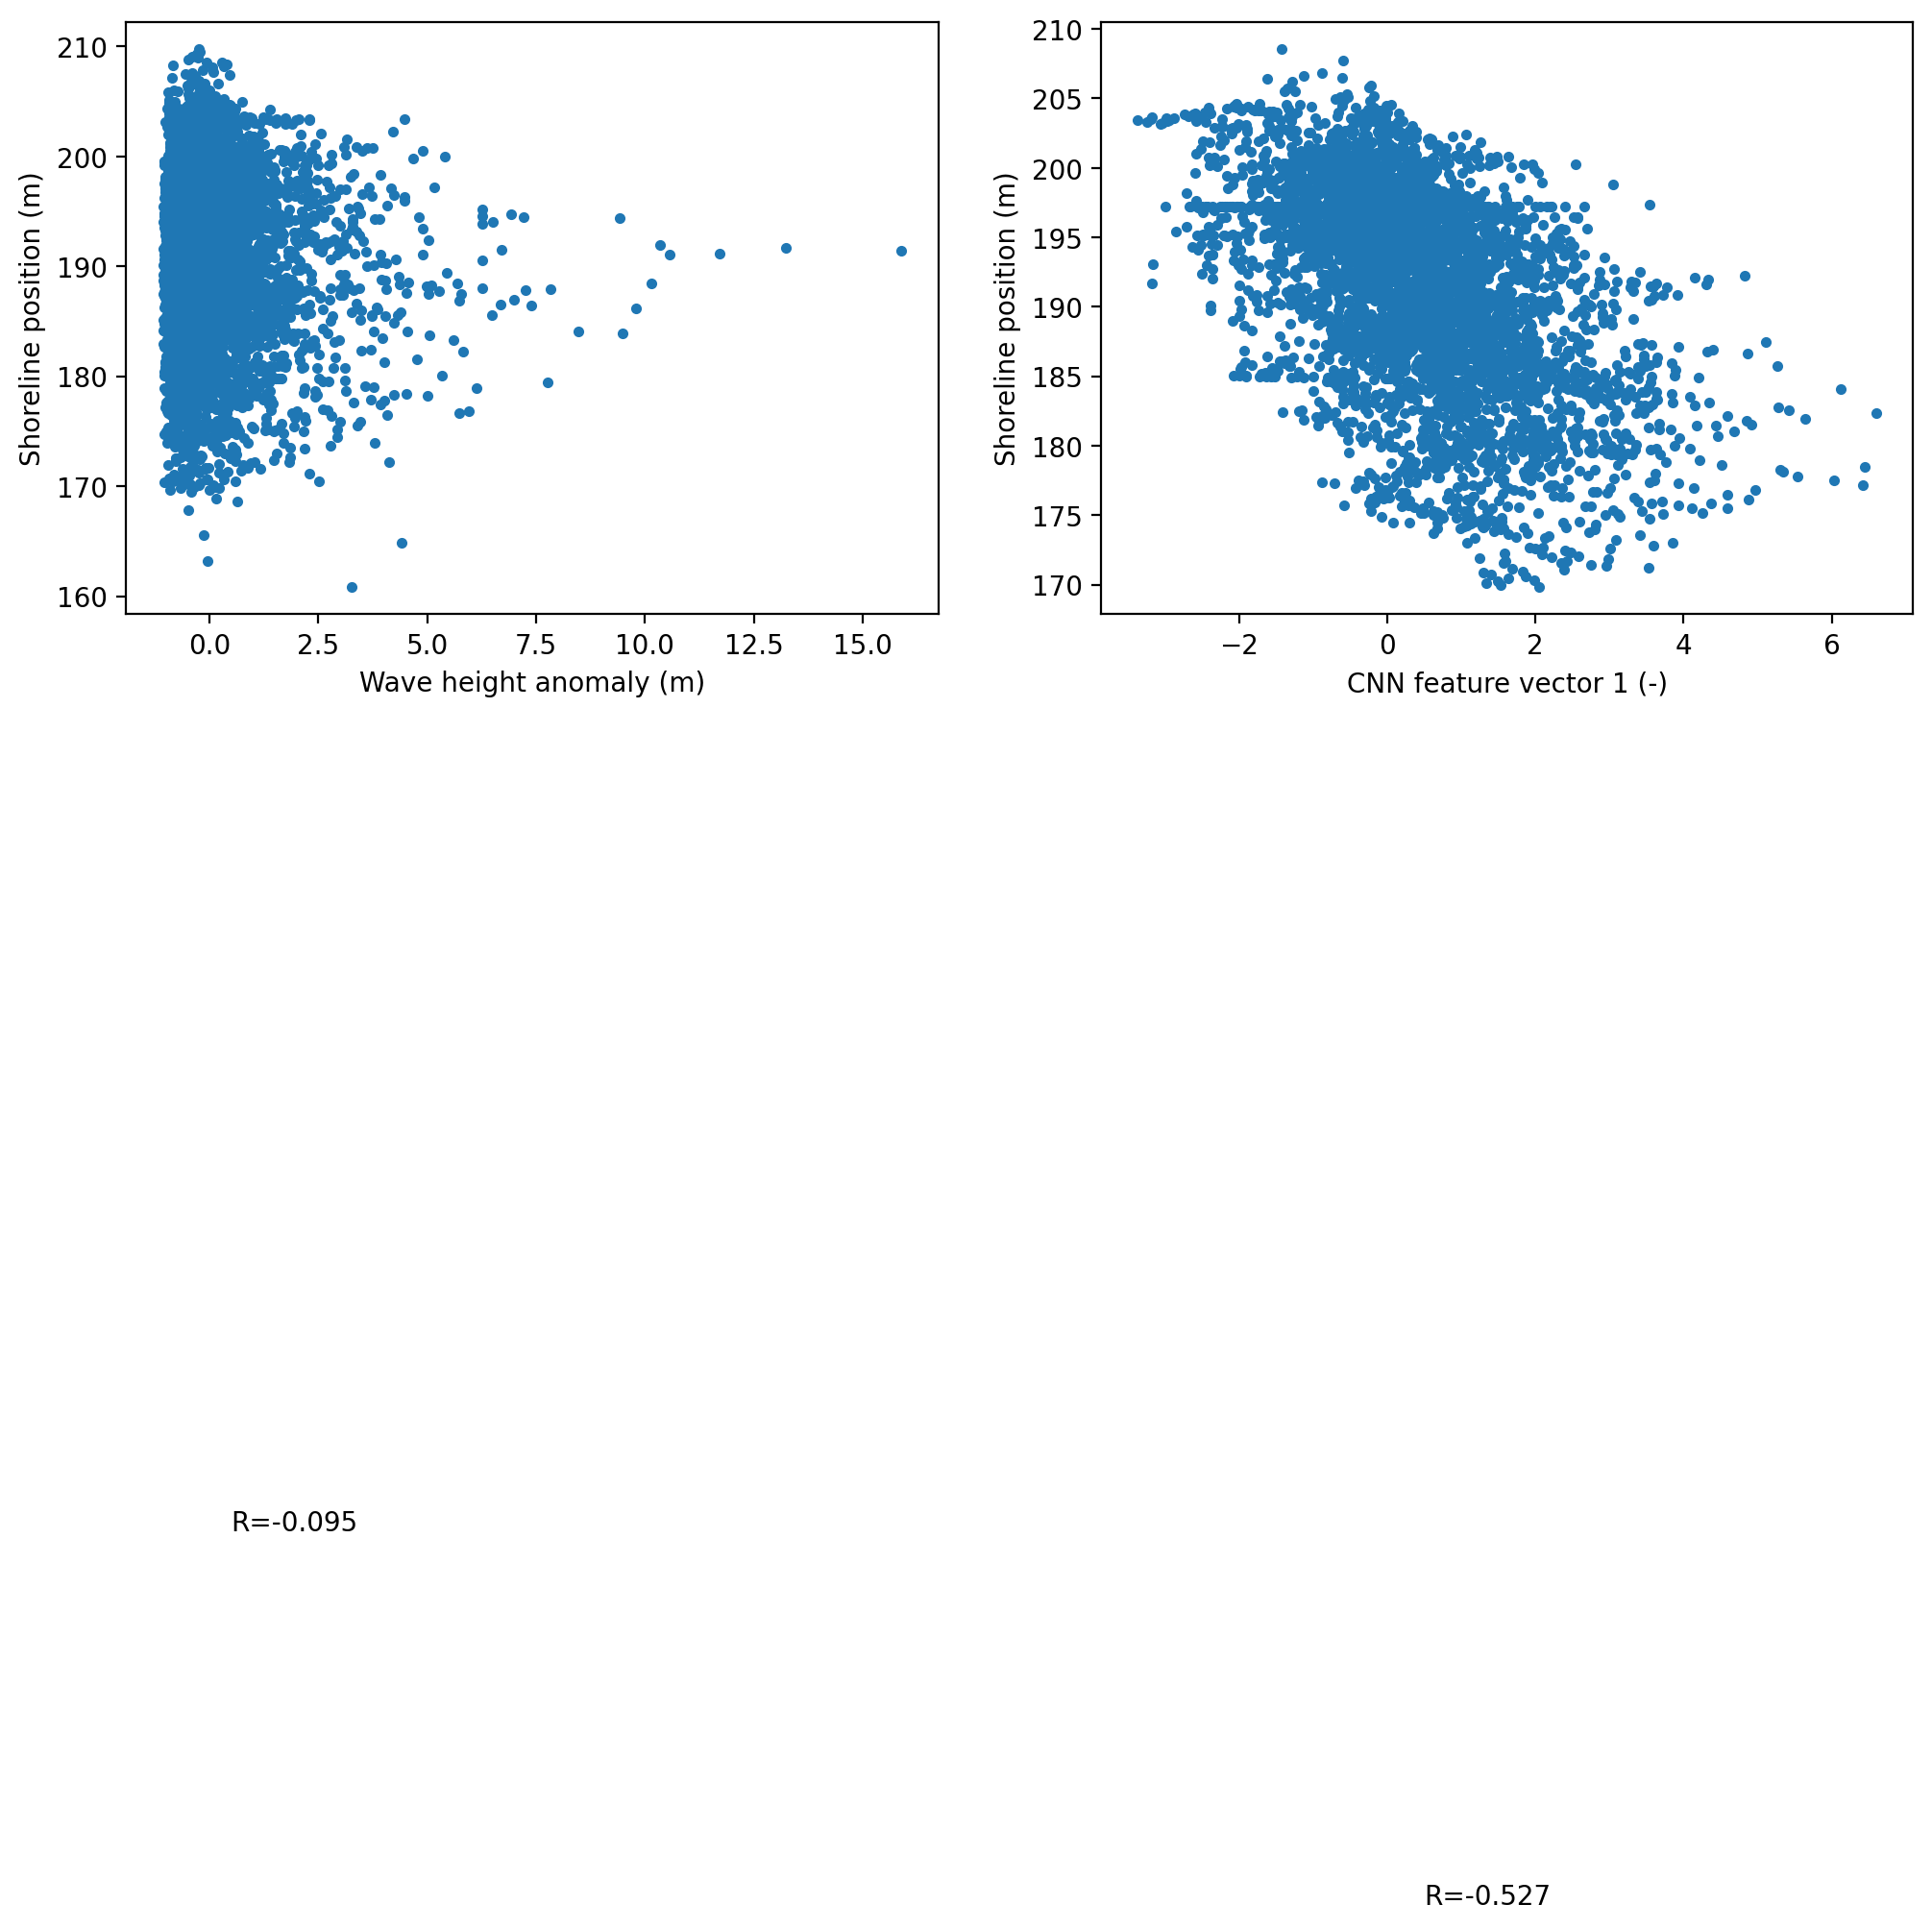 210
200
190
180
170
160
Shoreline position (m)
0.0 2.5 5.0 7.5 10.0 12.5 15.0
Wave height anomaly (m)
210
205
200
195
190
185
180
175
170
Shoreline position (m)
−2 0 2 4 6
CNN feature vector 1 (-)
R=-0.095
R=-0.527